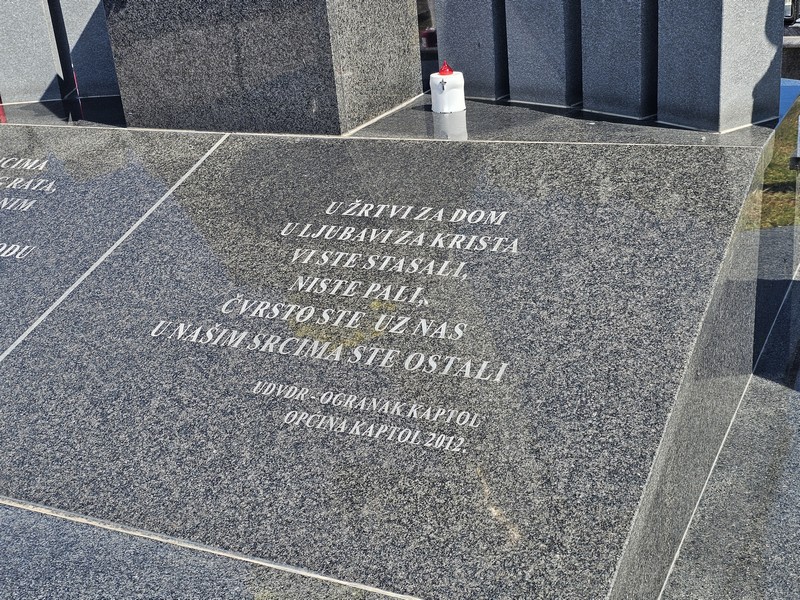 U ŽRTVI ZA DOM
U LJUBAVI ZA KRISTA
VI STE STASALI,
NISTE PALI,
ČVRSTO STE UZ NAS
U NAŠIM SRCIMA STE OSTALI
UDVDR - OGRANAK KAPTOL
OPĆINA KAPTOL 2012.
RATA,